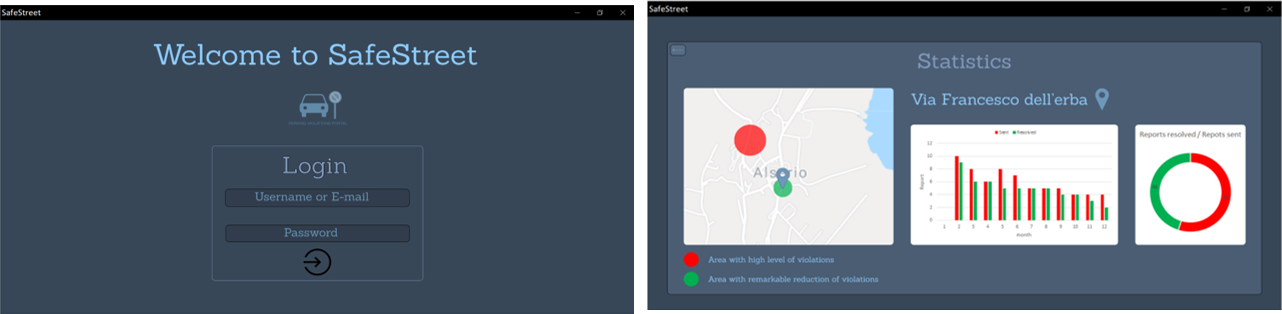 SafeStreet
Welcome to SafeStreet
Login
Username or E-mail
Password
SafeStreet
Statistics
Via Francesco dell'erba
Alserio
Sent Resolved
Report
12
10
8
6
4
2
0
1 2 3 4 5 6 7 8 9 10 11 12
month
Reports resolved / Repots sent
Area with high level of violations
Area with remarkable reduction of violations